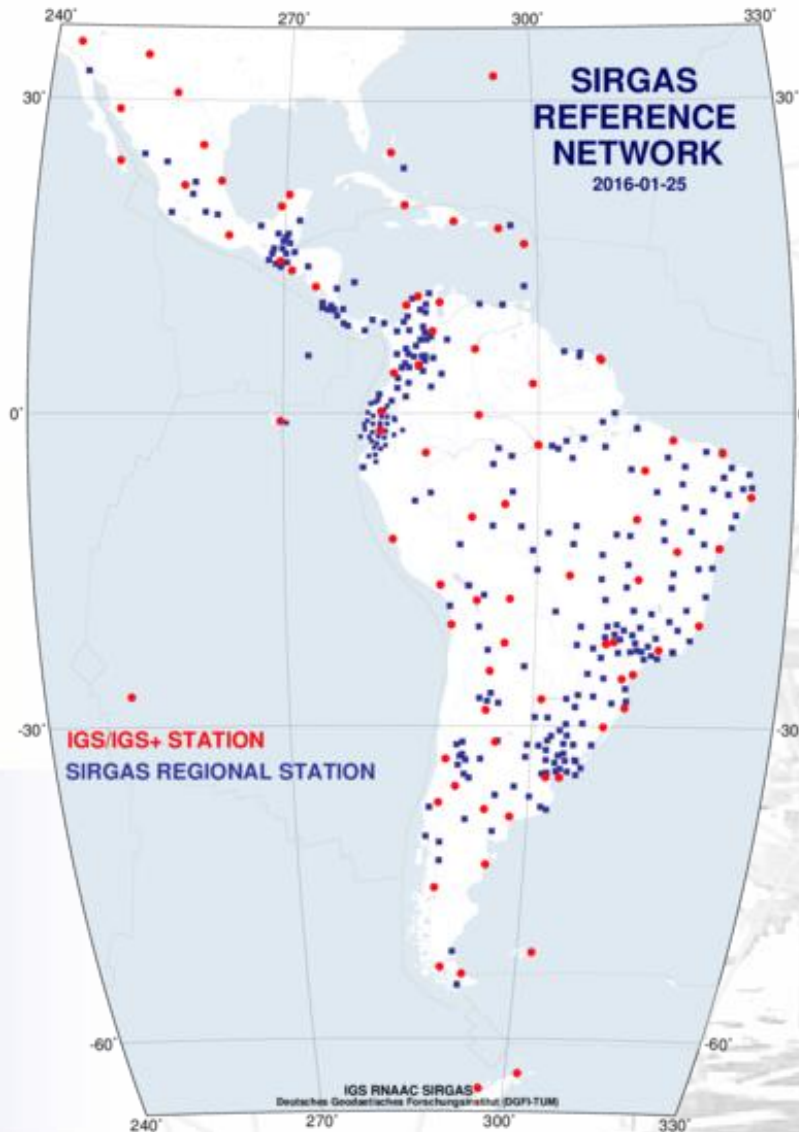 240° 270° 300° 330°
SIRGAS
REFERENCE
NETWORK
2016-01-25
30° 30°
0° 0°
-30° -30°
IGS/IGS+ STATION
SIRGAS REGIONAL STATION
-60° -60°
IGS RNAAC SIRGAS
Deutsches Geodaetisches Forschungsinstitut (DGFI-TUM)
240° 270° 300° 330°